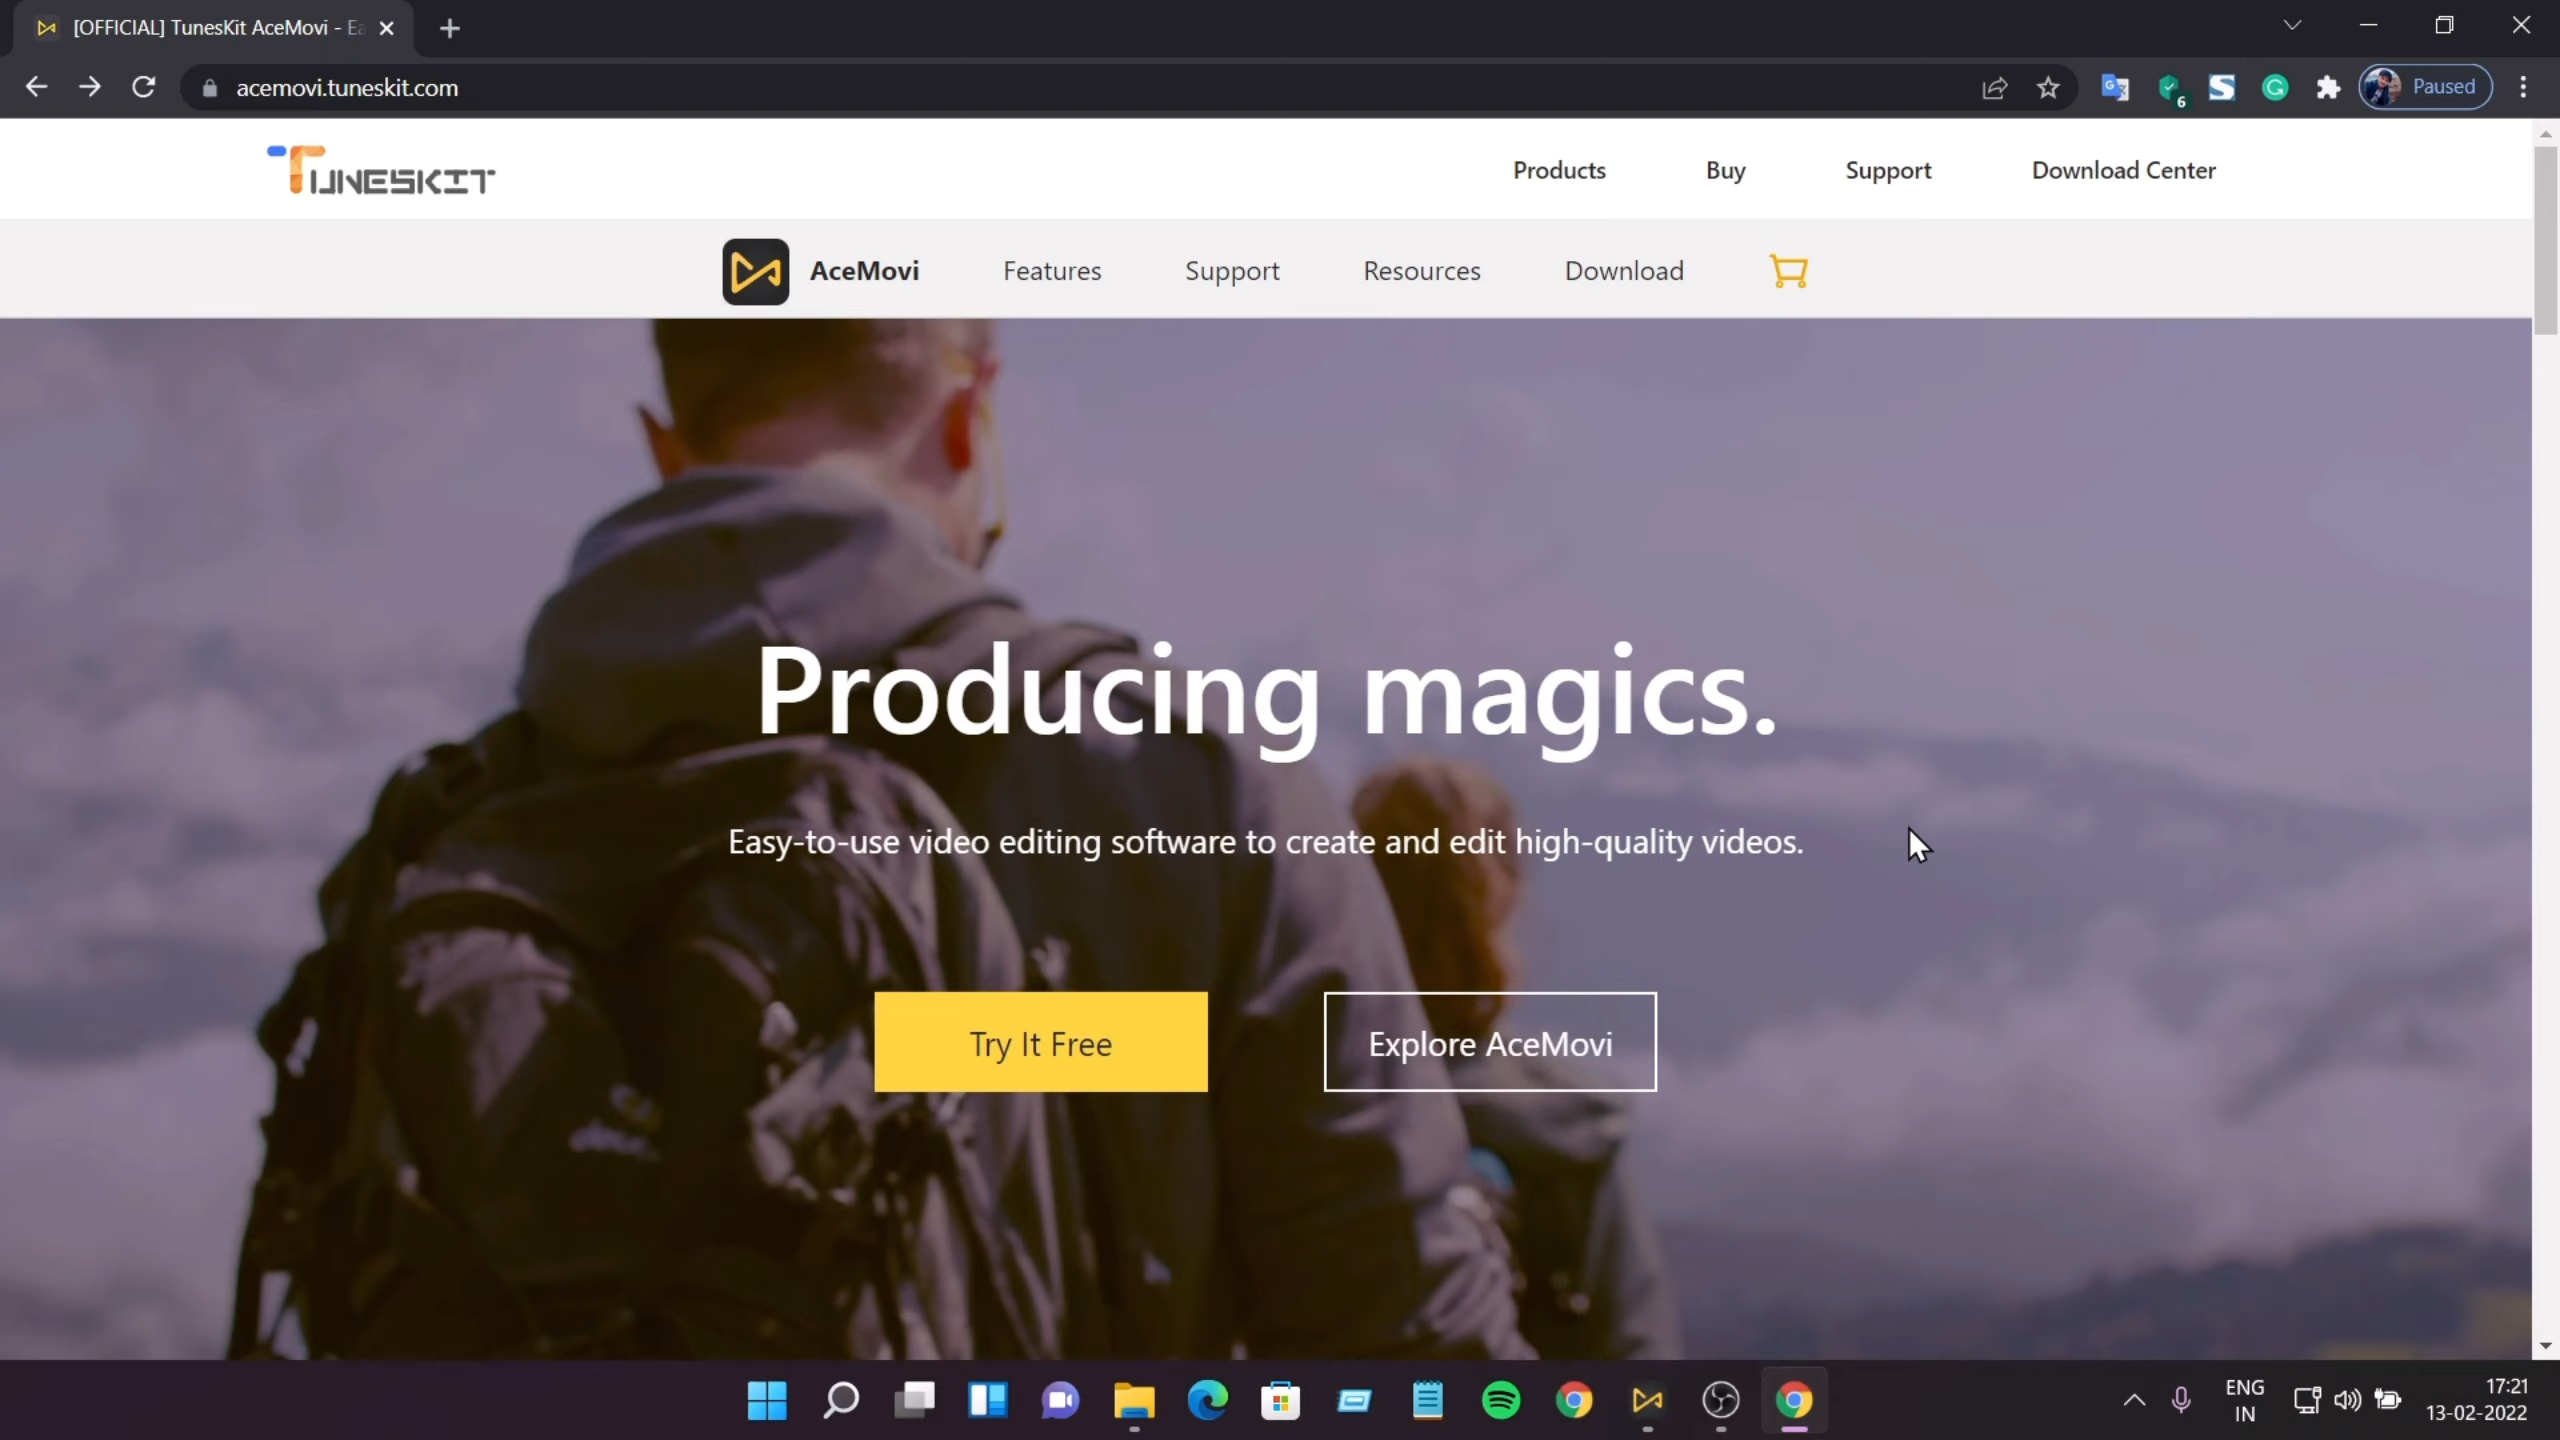 [OFFICIAL] TunesKit AceMovi - Ea
acemovi.tuneskit.com
6
Paused
TUNESKIT
Products
Buy
Support
Download Center
AceMovi
Features
Support
Resources
Download
Producing magics.
Easy-to-use video editing software to create and edit high-quality videos.
Try It Free
Explore AceMovi
ENG
IN
17:21
13-02-2022